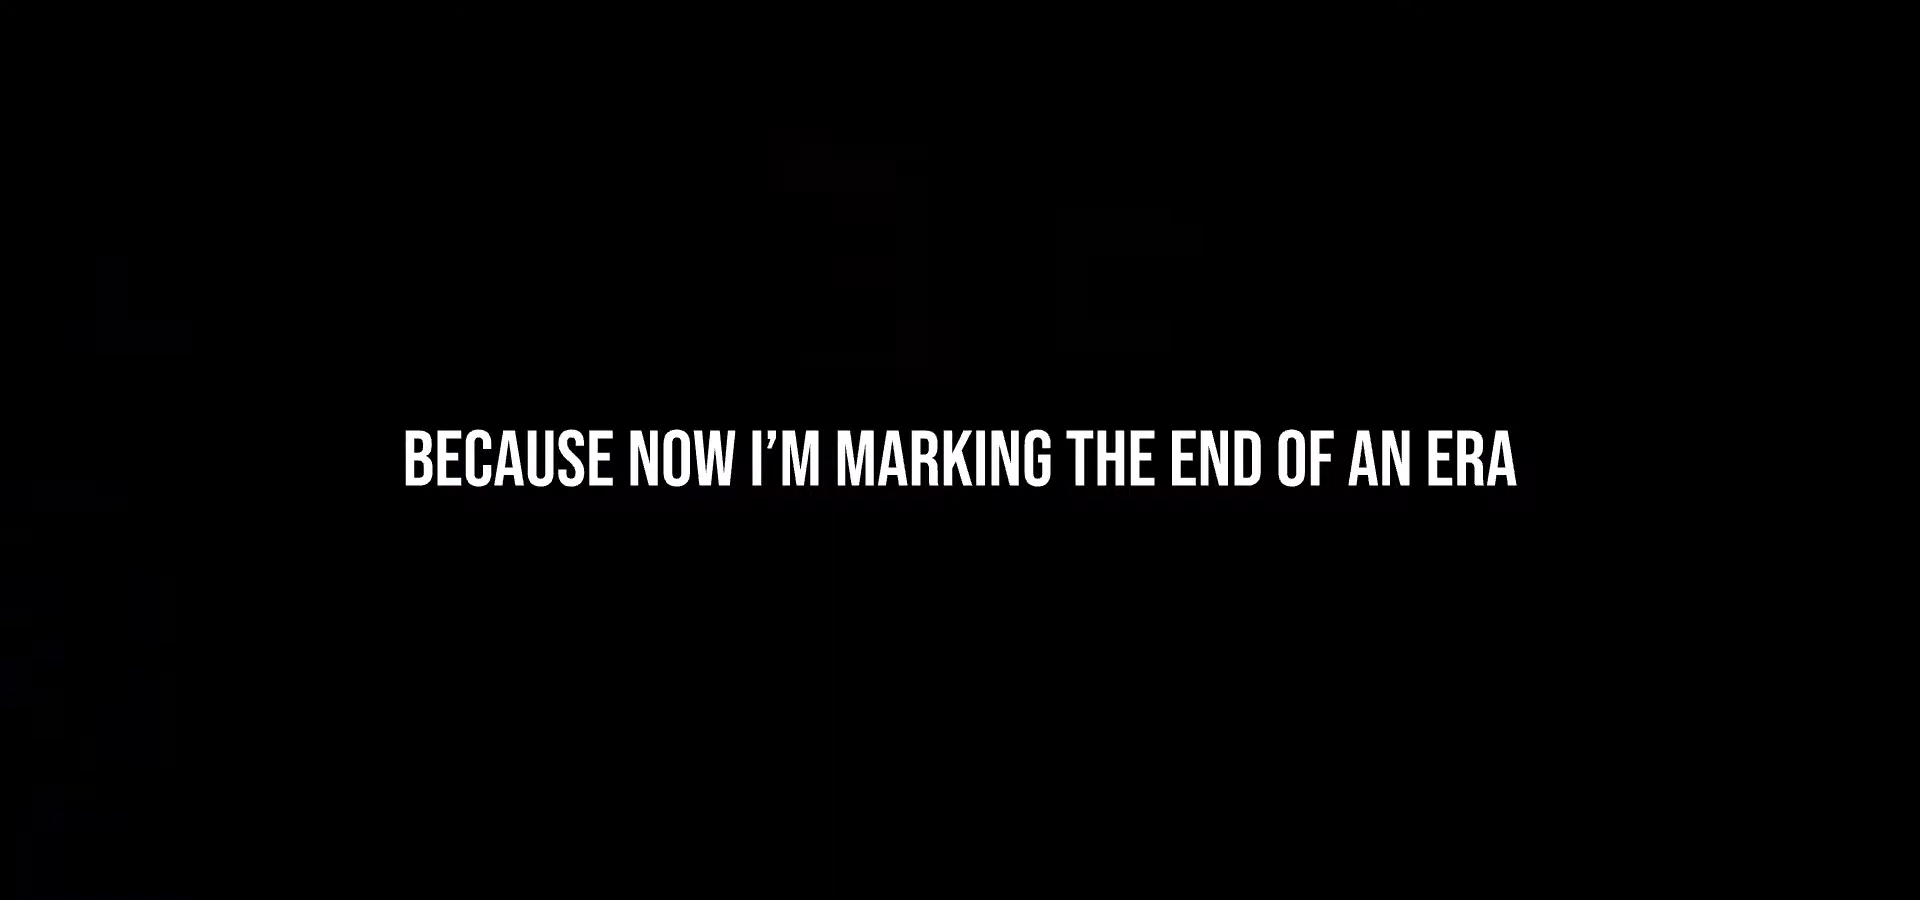 BECAUSE NOW I’M MARKING THE END OF AN ERA